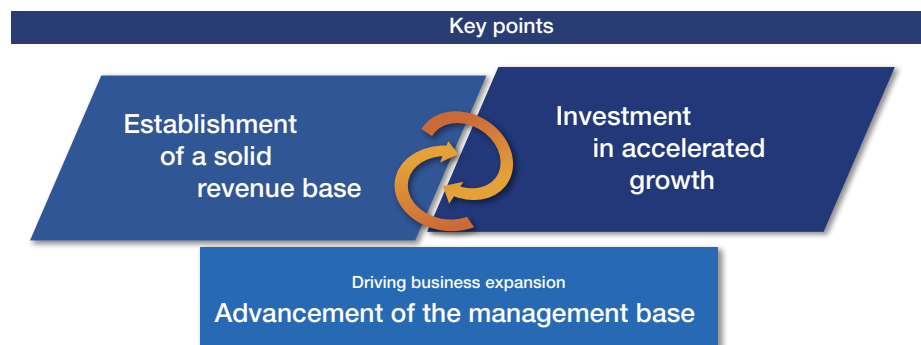 Key points
Establishment
of a solid
revenue base
Investment
in accelerated
growth
Driving business expansion
Advancement of the management base